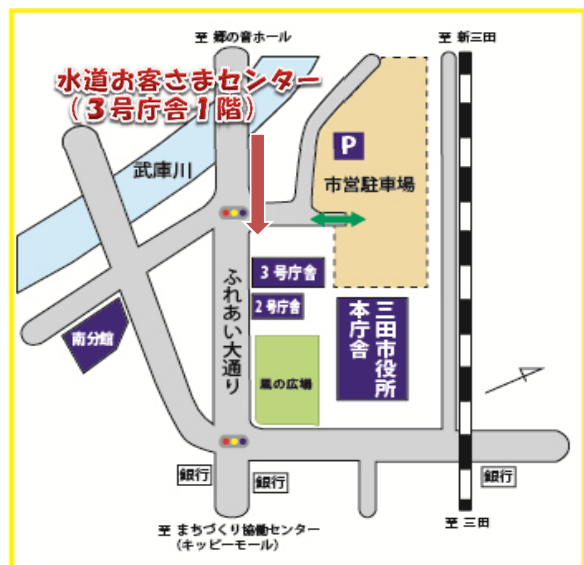 至 郷の音ホール
至 新三田
水道お客さまセンター
（３号庁舎１階）
武庫川
P
市営駐車場
3号庁舎
2号庁舎
ふれあい大通り
三田市役所
本庁舎
南分館
風の広場
銀行
銀行
銀行
至 まちづくり協働センター
（キッピーモール）
至 三田